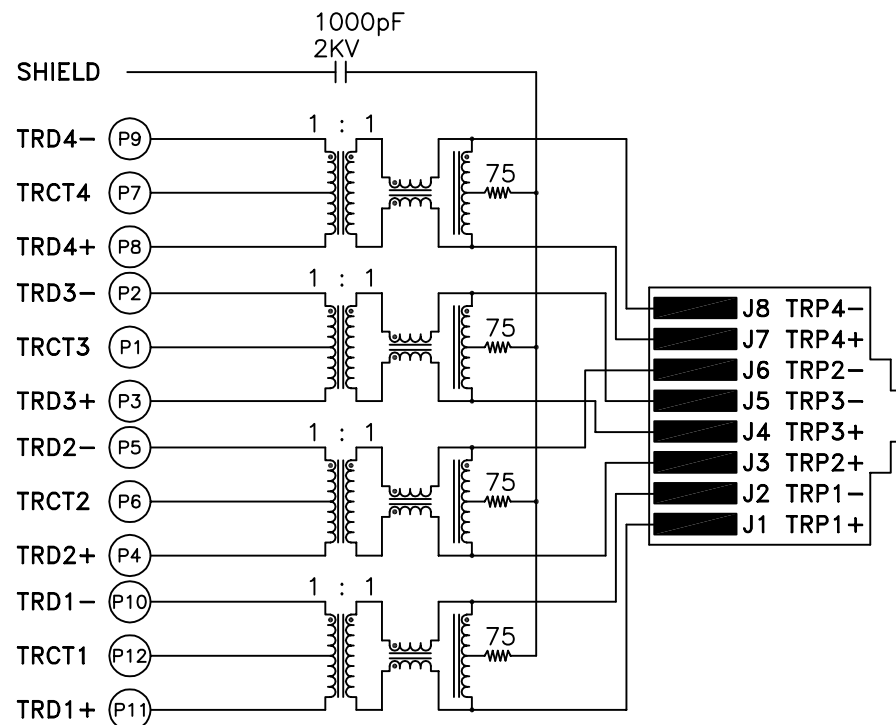 1000pF
2KV
SHIELD
TRD4- P9
1 : 1
75
TRCT4 P7
TRD4+ P8
TRD3- P2
1 : 1
75
TRCT3 P1
TRD3+ P3
TRD2- P5
1 : 1
75
TRCT2 P6
TRD2+ P4
TRD1- P10
1 : 1
75
TRCT1 P12
TRD1+ P11
J8 TRP4-
J7 TRP4+
J6 TRP2-
J5 TRP3-
J4 TRP3+
J3 TRP2+
J2 TRP1-
J1 TRP1+